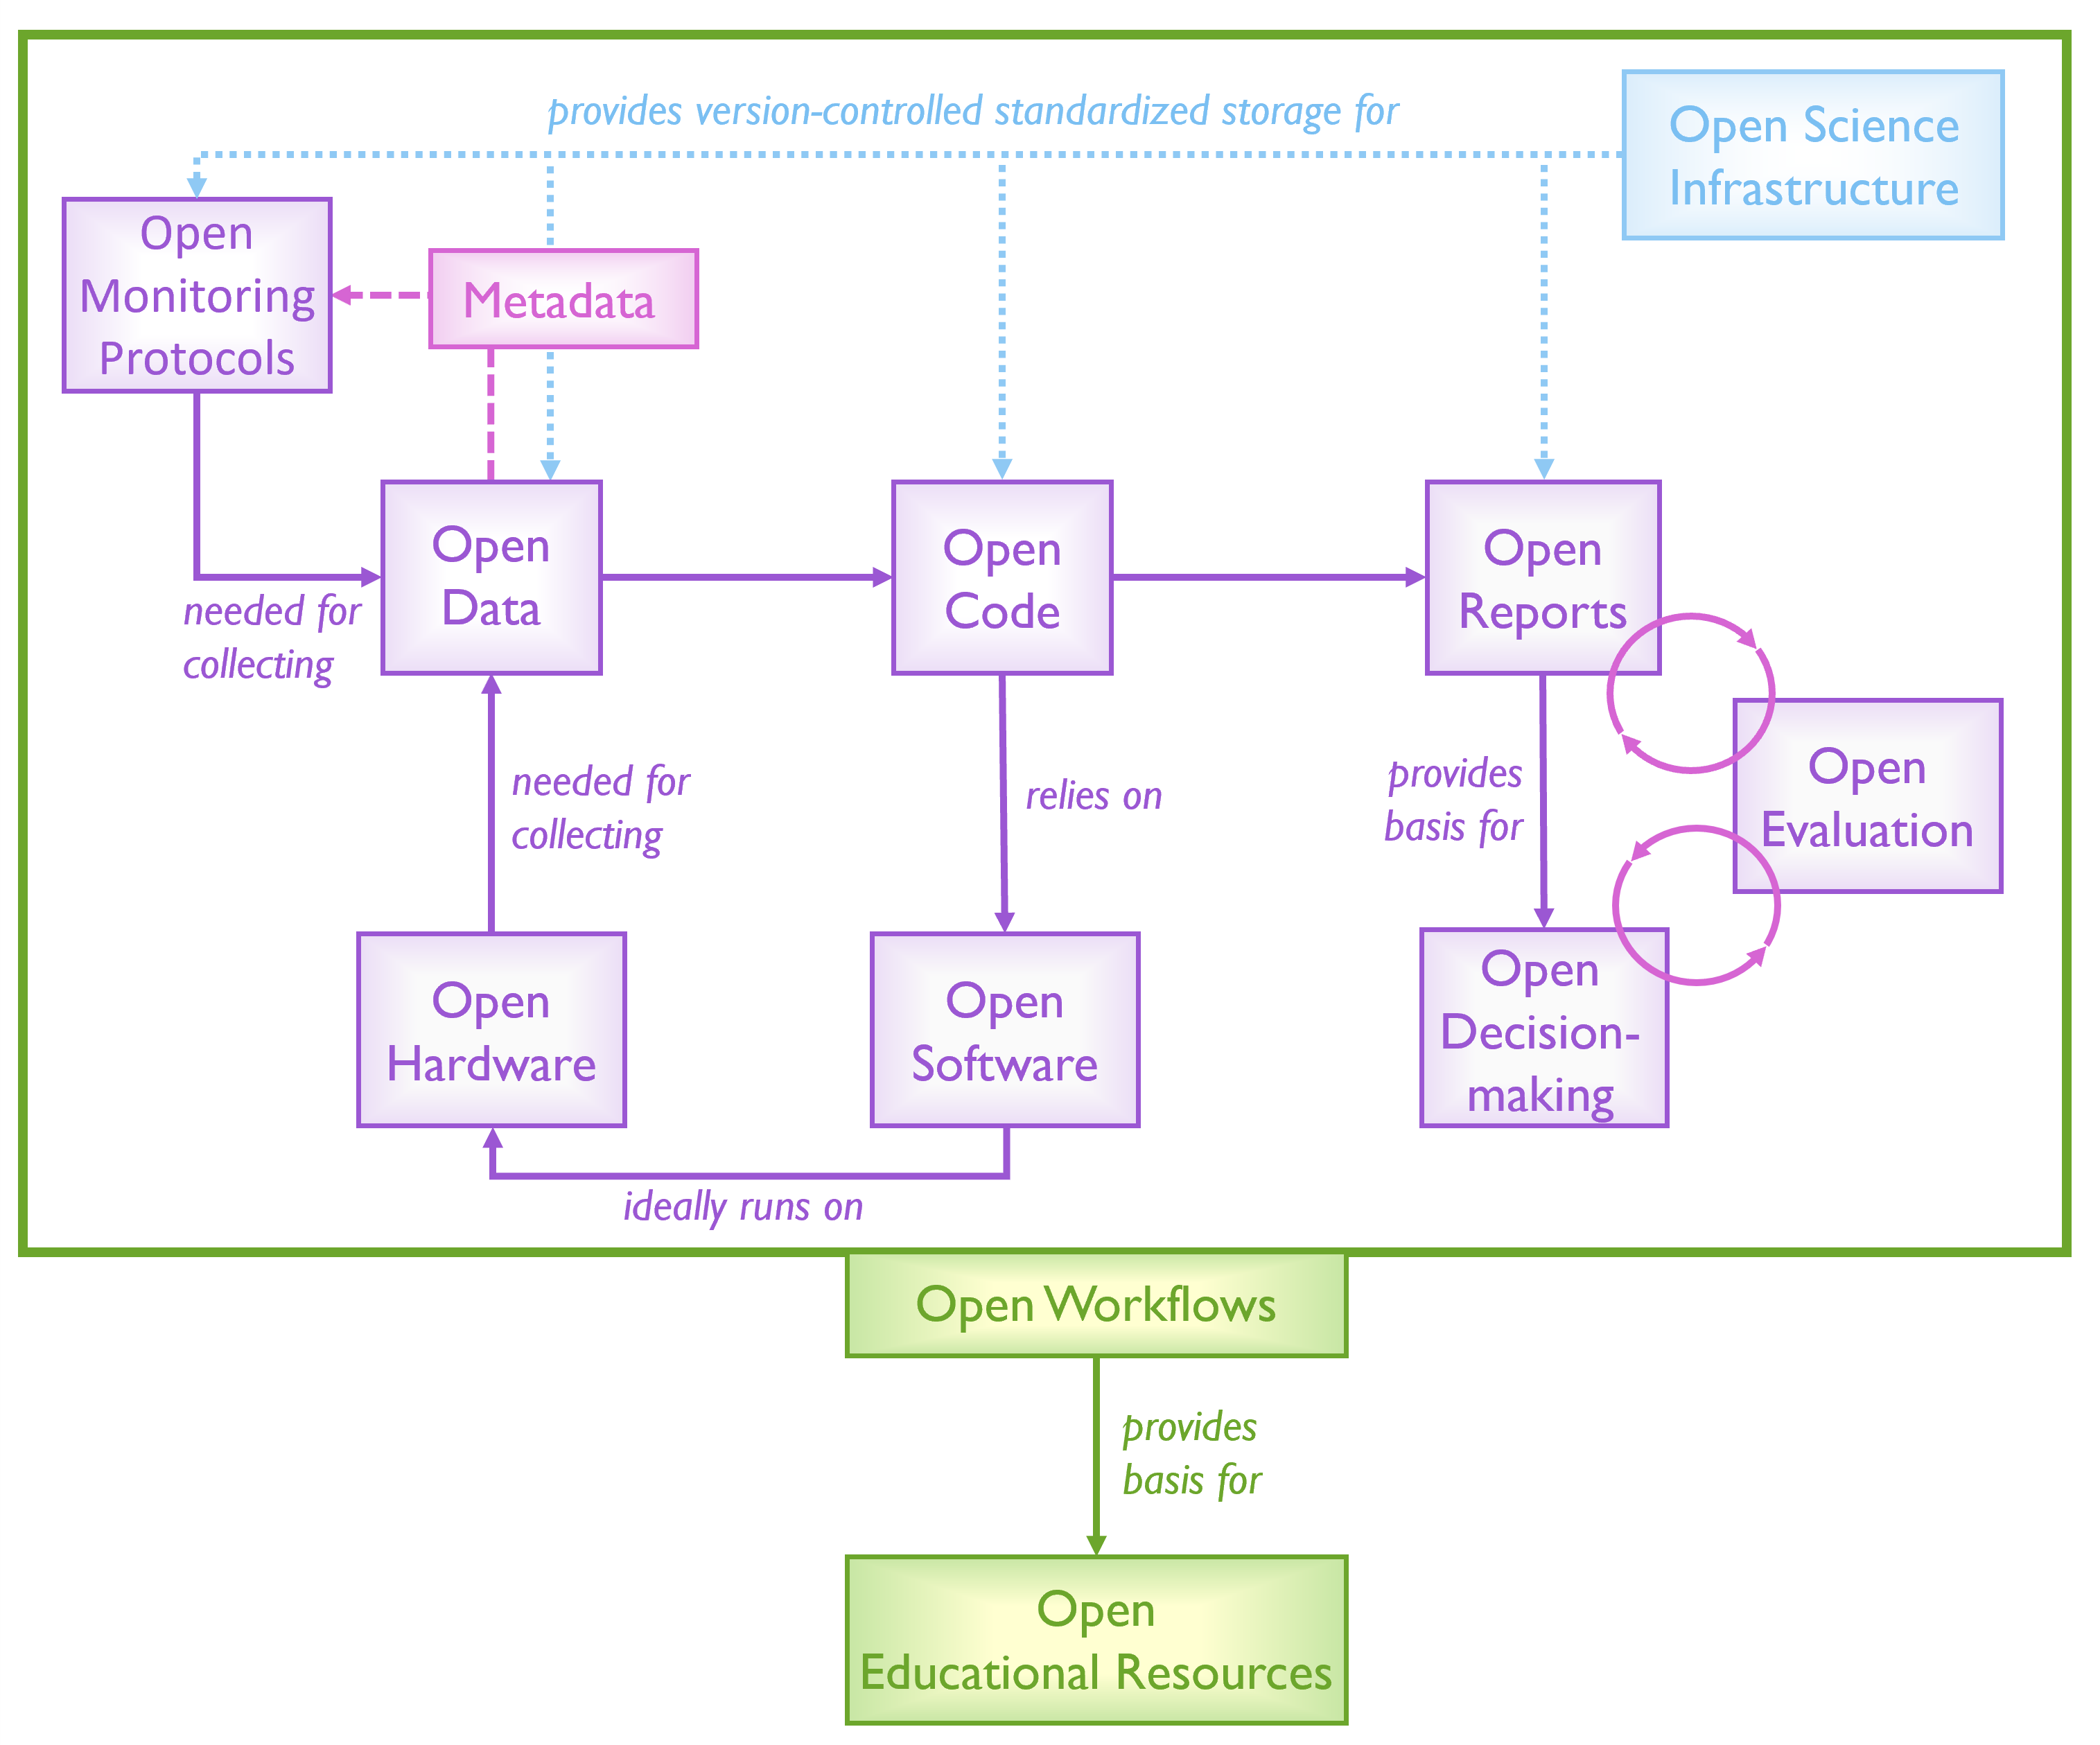 provides version-controlled standardized storage for
Open Science
Infrastructure
Open
Monitoring
Protocols
Metadata
Open
Data
Open
Code
Open
Reports
needed for
collecting
needed for
collecting
relies on
provides
basis for
Open
Evaluation
Open
Hardware
Open
Software
Open
Decision-
making
ideally runs on
Open Workflows
provides
basis for
Open
Educational Resources